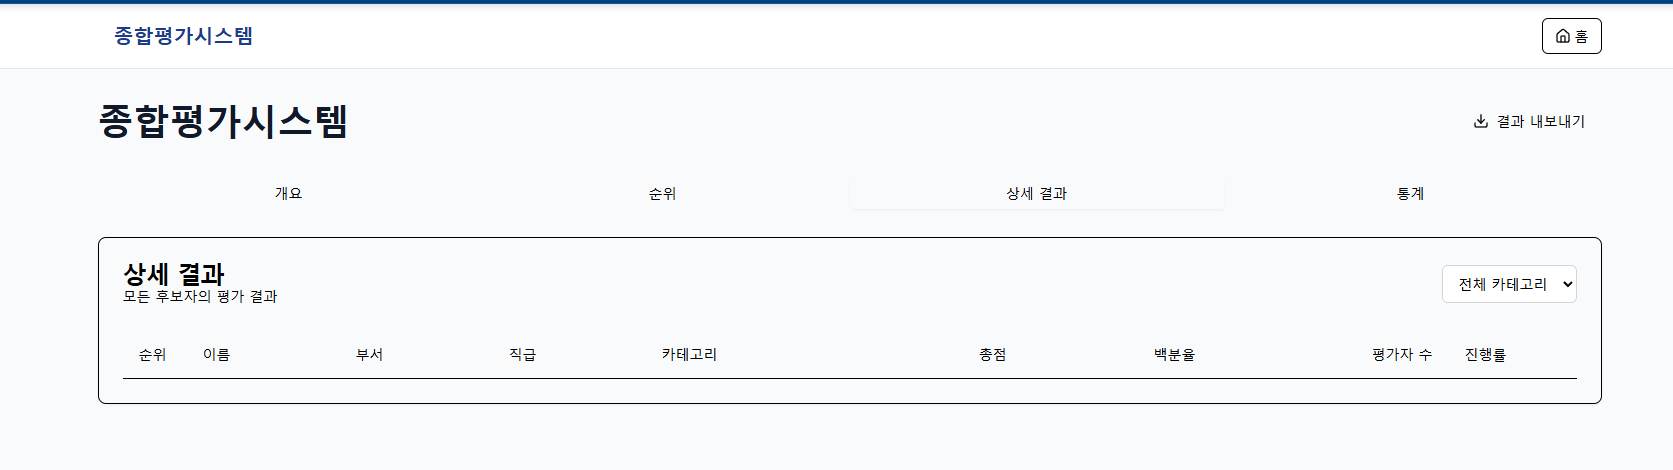 종합평가시스템
홈
종합평가시스템
결과 내보내기
개요 순위 상세 결과 통계
상세 결과
모든 후보자의 평가 결과
전체 카테고리
순위 이름 부서 직급 카테고리 총점 백분율 평가자 수 진행률